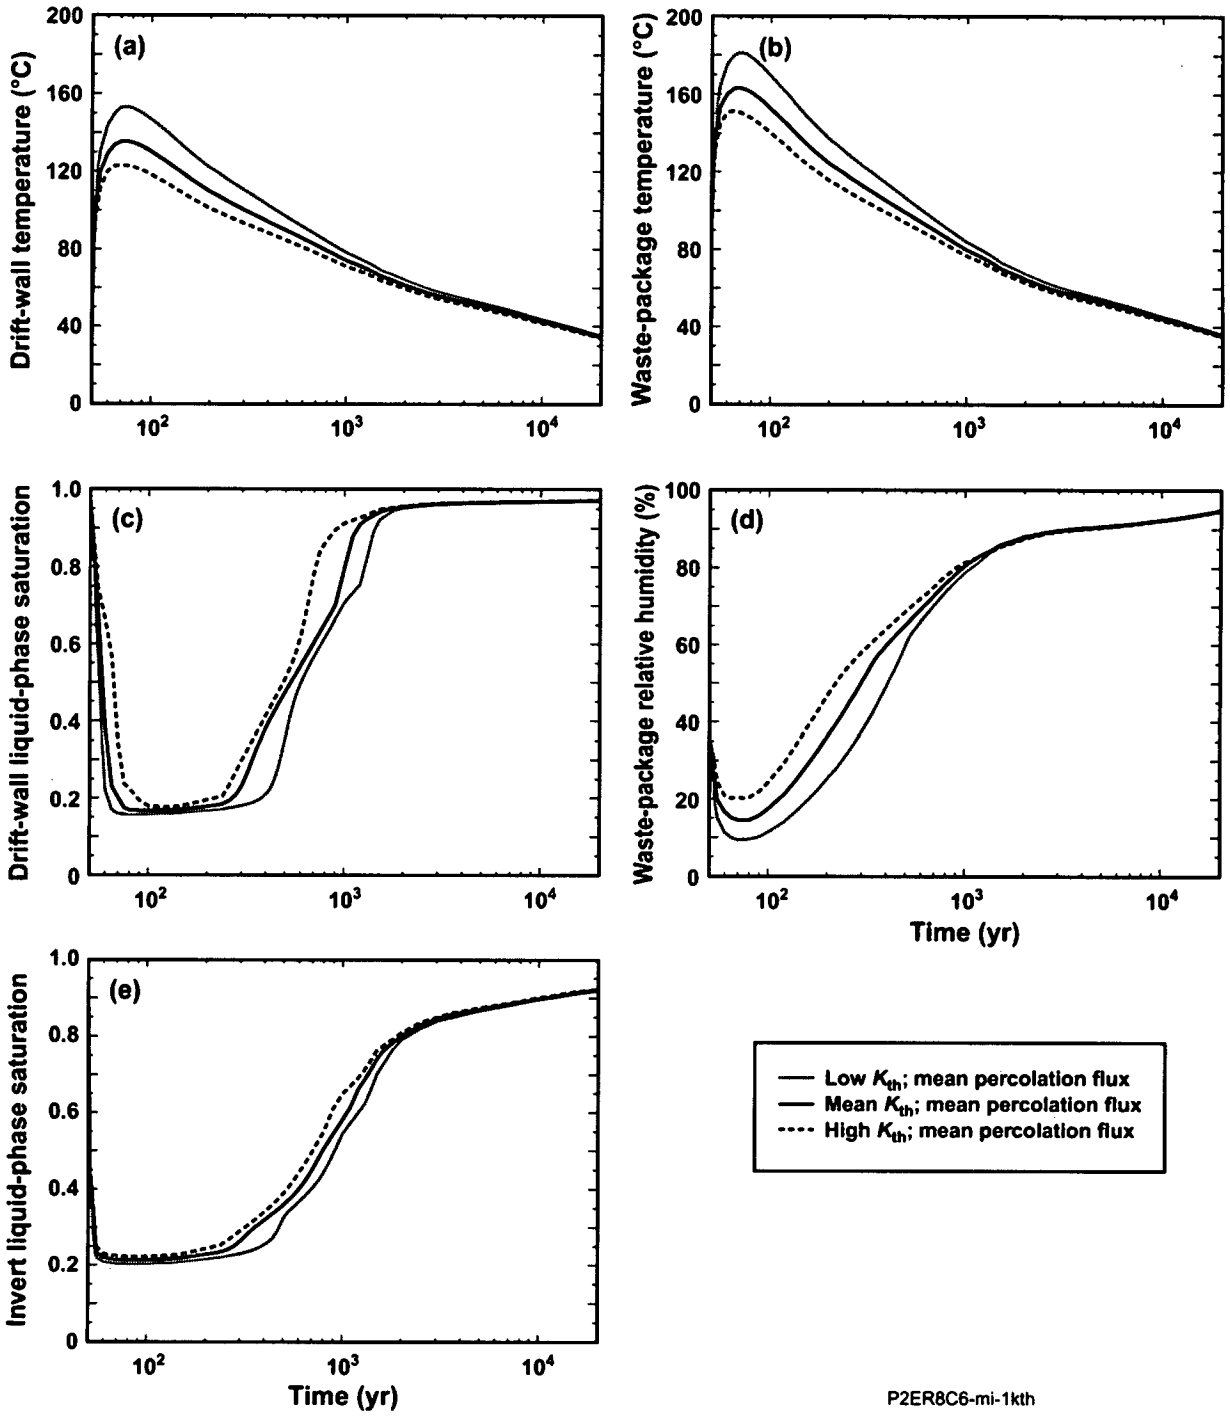 (a)
Drift-wall temperature (°C)
200
160
120
80
40
0
10²
10³
10⁴
(b)
Waste-package temperature (°C)
200
160
120
80
40
0
10²
10³
10⁴
(c)
Drift-wall liquid-phase saturation
1.0
0.8
0.6
0.4
0.2
0
10²
10³
10⁴
(d)
Waste-package relative humidity (%)
100
80
60
40
20
0
10²
10³
10⁴
Time (yr)
(e)
Invert liquid-phase saturation
1.0
0.8
0.6
0.4
0.2
0
10²
10³
10⁴
Time (yr)
Low Kth; mean percolation flux
Mean Kth; mean percolation flux
High Kth; mean percolation flux
P2ER8C6-mi-1kth